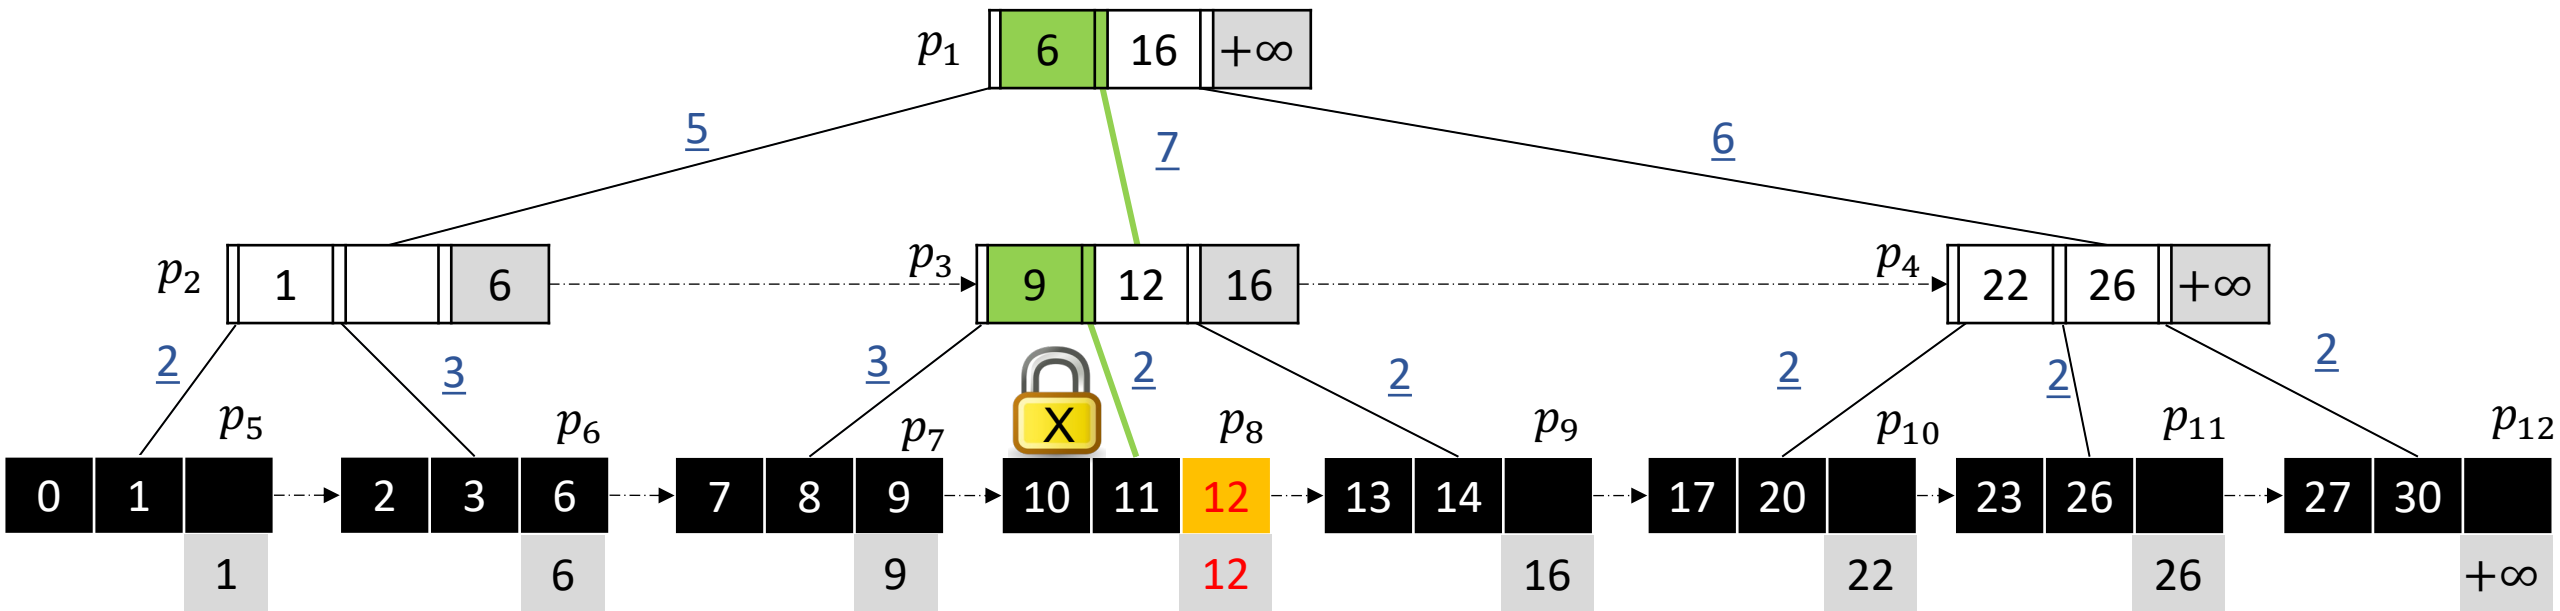 p₁ 6 16 +∞
5 7 6
p₂ 1 6 p₃ 9 12 16 p₄ 22 26 +∞
2 3 3 2 2 2 2 2
X
p₅ p₆ p₇ p₈ p₉ p₁₀ p₁₁ p₁₂
0 1 2 3 6 7 8 9 10 11 12 13 14 17 20 23 26 27 30
1 6 9 12 16 22 26 +∞